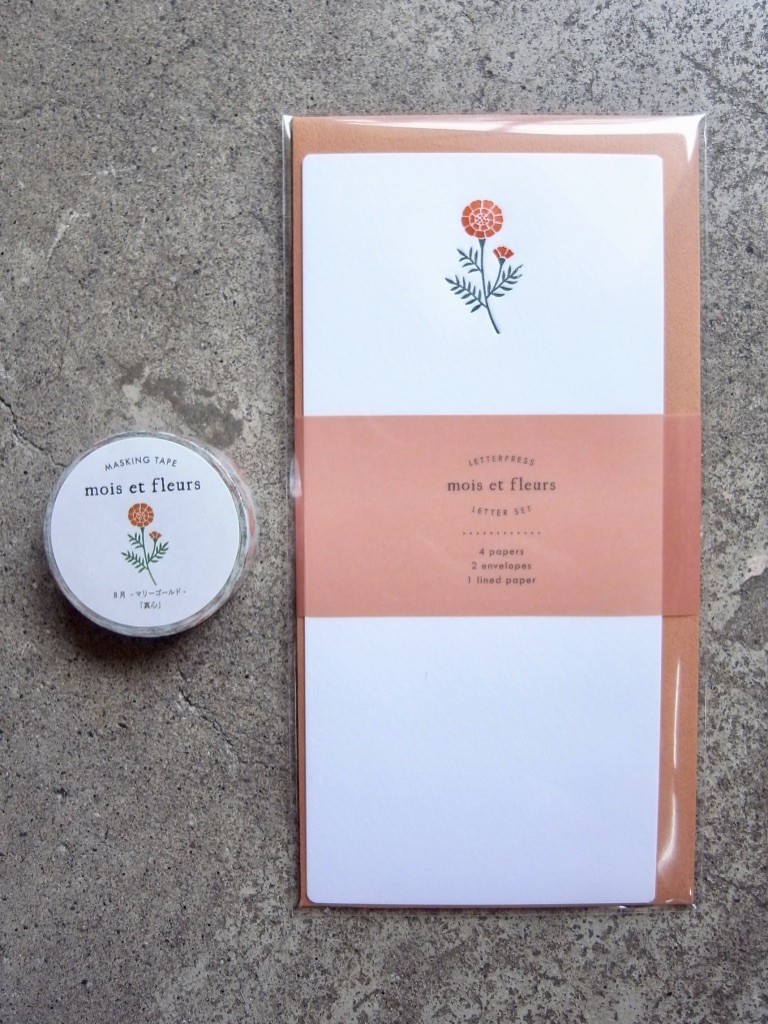 MASKING TAPE
mois et fleurs
8月 - マリーゴールド -
「真心」
LETTERPRESS
mois et fleurs
LETTER SET
4 papers
2 envelopes
1 lined paper